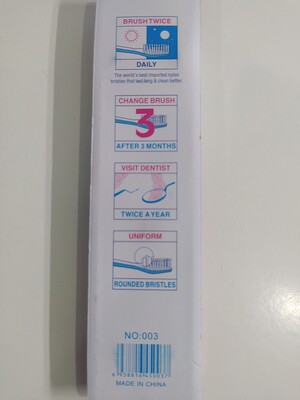 BRUSH TWICE
DAILY
The world's best imported nylon
bristles that last long & clean better.
CHANGE BRUSH
3
AFTER 3 MONTHS
VISIT DENTIST
TWICE A YEAR
UNIFORM
ROUNDED BRISTLES
NO:003
MADE IN CHINA